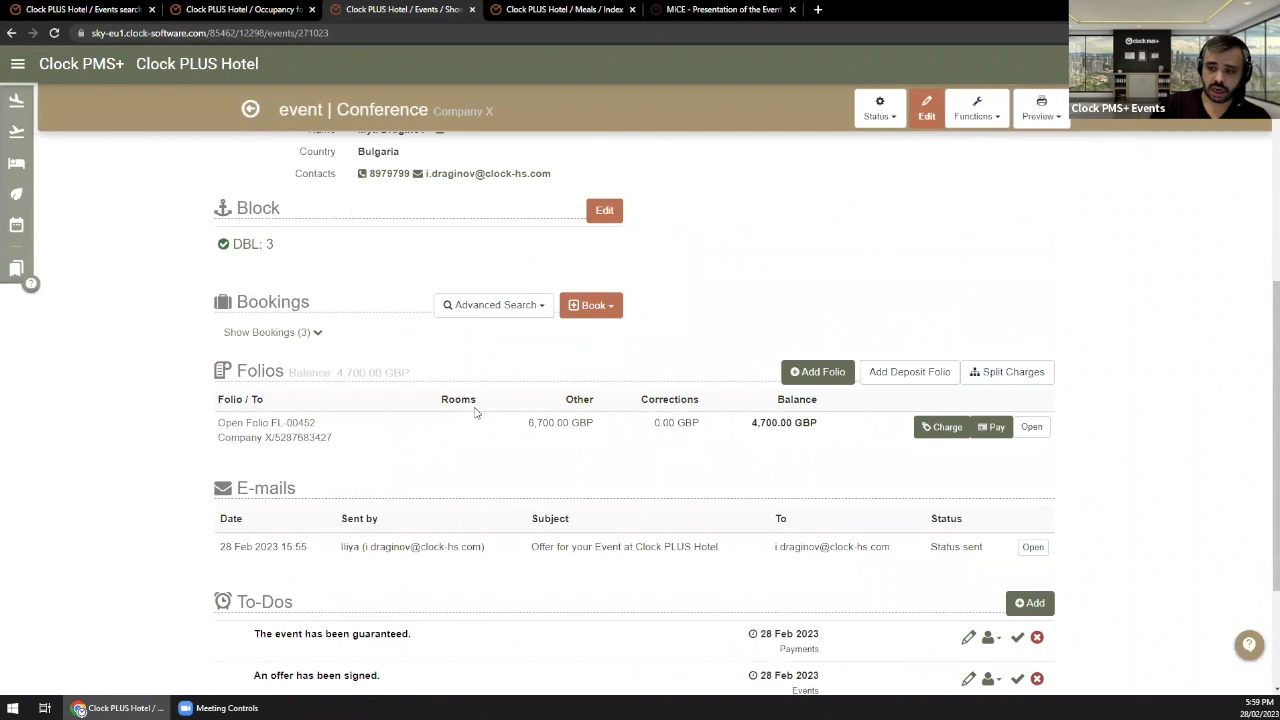 Clock PLUS Hotel / Events search
Clock PLUS Hotel / Occupancy fo
Clock PLUS Hotel / Events / Show
Clock PLUS Hotel / Meals / Index
MICE - Presentation of the Event
sky-eu1.clock-software.com/85462/12298/events/271023
Clock PMS+ Clock PLUS Hotel
clock PMS+
Clock PMS+ Events
event | Conference Company X
Status
Edit
Functions
Preview
Country Bulgaria
Contacts 8979799 i.draginov@clock-hs.com
Block Edit
DBL: 3
Bookings Advanced Search Book
Show Bookings (3)
Folios Balance: 4,700.00 GBP Add Folio Add Deposit Folio Split Charges
Folio / To Rooms Other Corrections Balance
Open Folio FL-00452 6,700.00 GBP 0.00 GBP 4,700.00 GBP Charge Pay Open
Company X/5287683427
E-mails
Date Sent by Subject To Status
28 Feb 2023 15:55 Iliya (i.draginov@clock-hs.com) Offer for your Event at Clock PLUS Hotel i.draginov@clock-hs.com Status sent Open
To-Dos Add
The event has been guaranteed. 28 Feb 2023
Payments
An offer has been signed. 28 Feb 2023
Events
Clock PLUS Hotel / ...
Meeting Controls
5:59 PM
28/02/2023